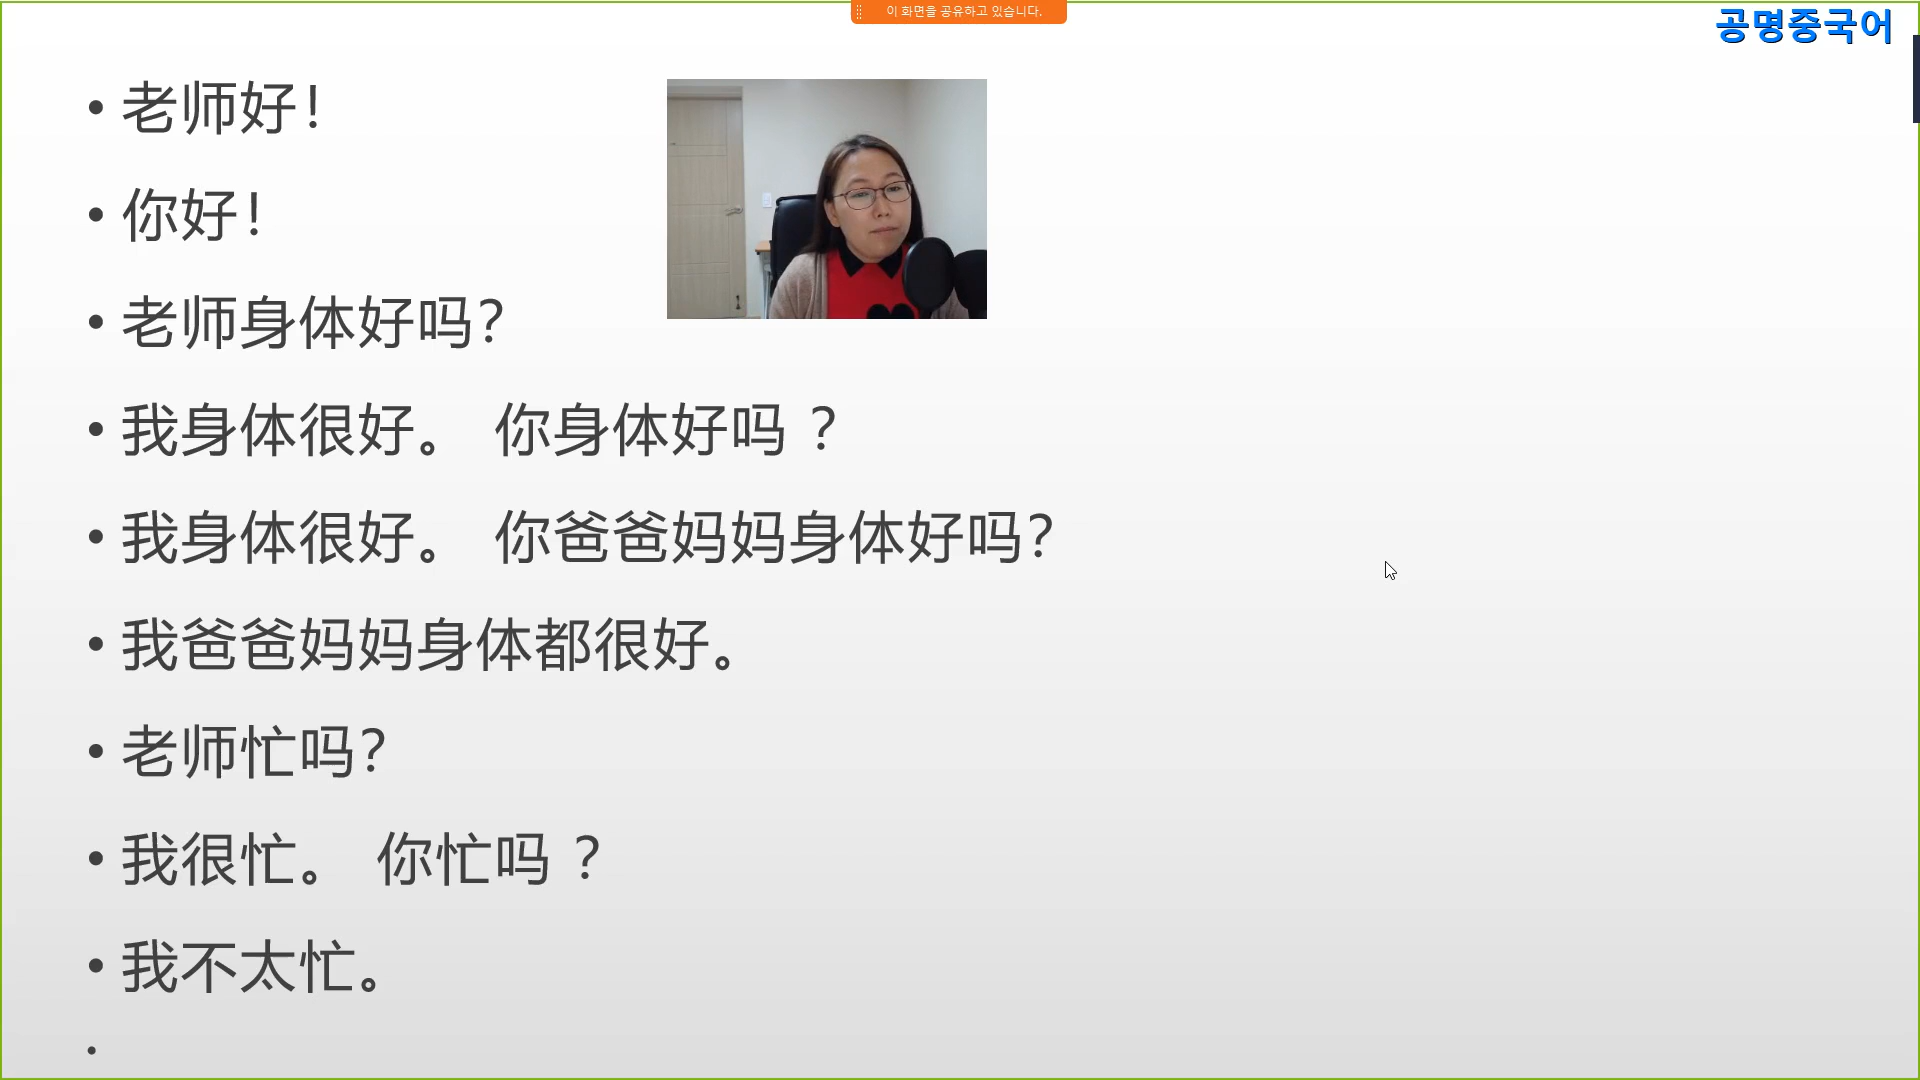 이 화면을 공유하고 있습니다.
공명중국어
• 老师好!
• 你好!
• 老师身体好吗?
• 我身体很好。 你身体好吗 ?
• 我身体很好。 你爸爸妈妈身体好吗?
• 我爸爸妈妈身体都很好。
• 老师忙吗?
• 我很忙。 你忙吗 ?
• 我不太忙。
•